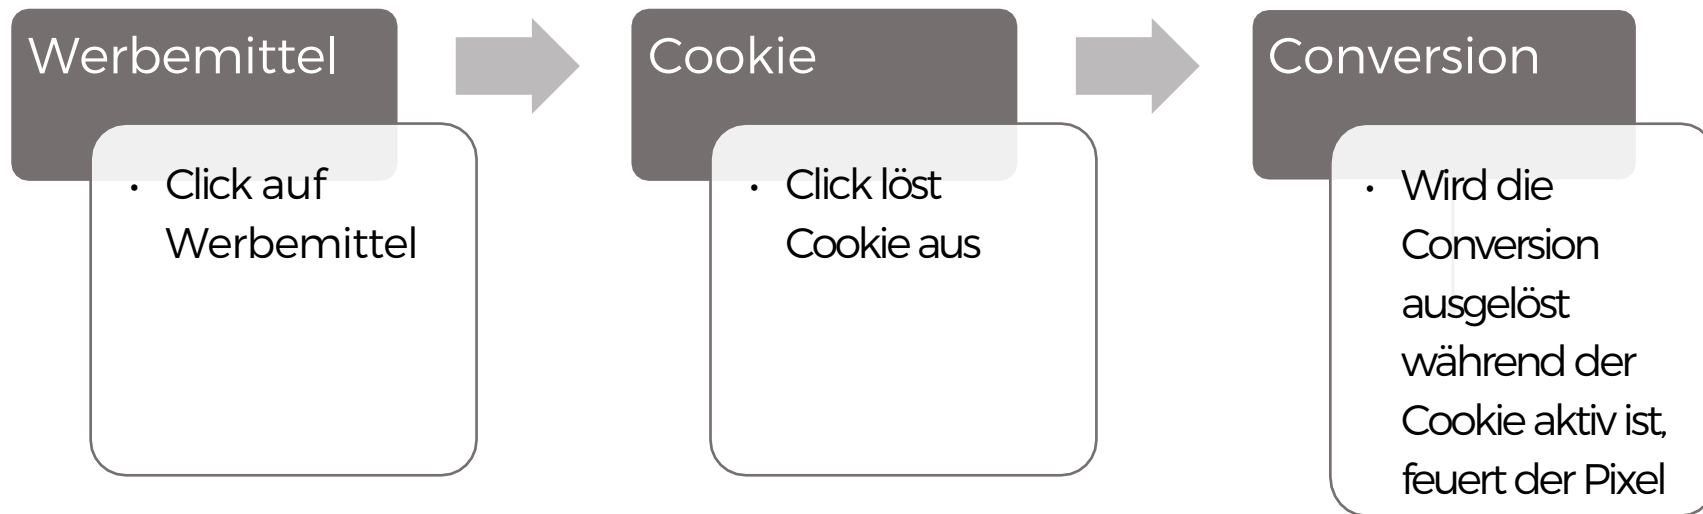 Werbemittel
• Click auf
Werbemittel
Cookie
• Click löst
Cookie aus
Conversion
• Wird die
Conversion
ausgelöst
während der
Cookie aktiv ist,
feuert der Pixel